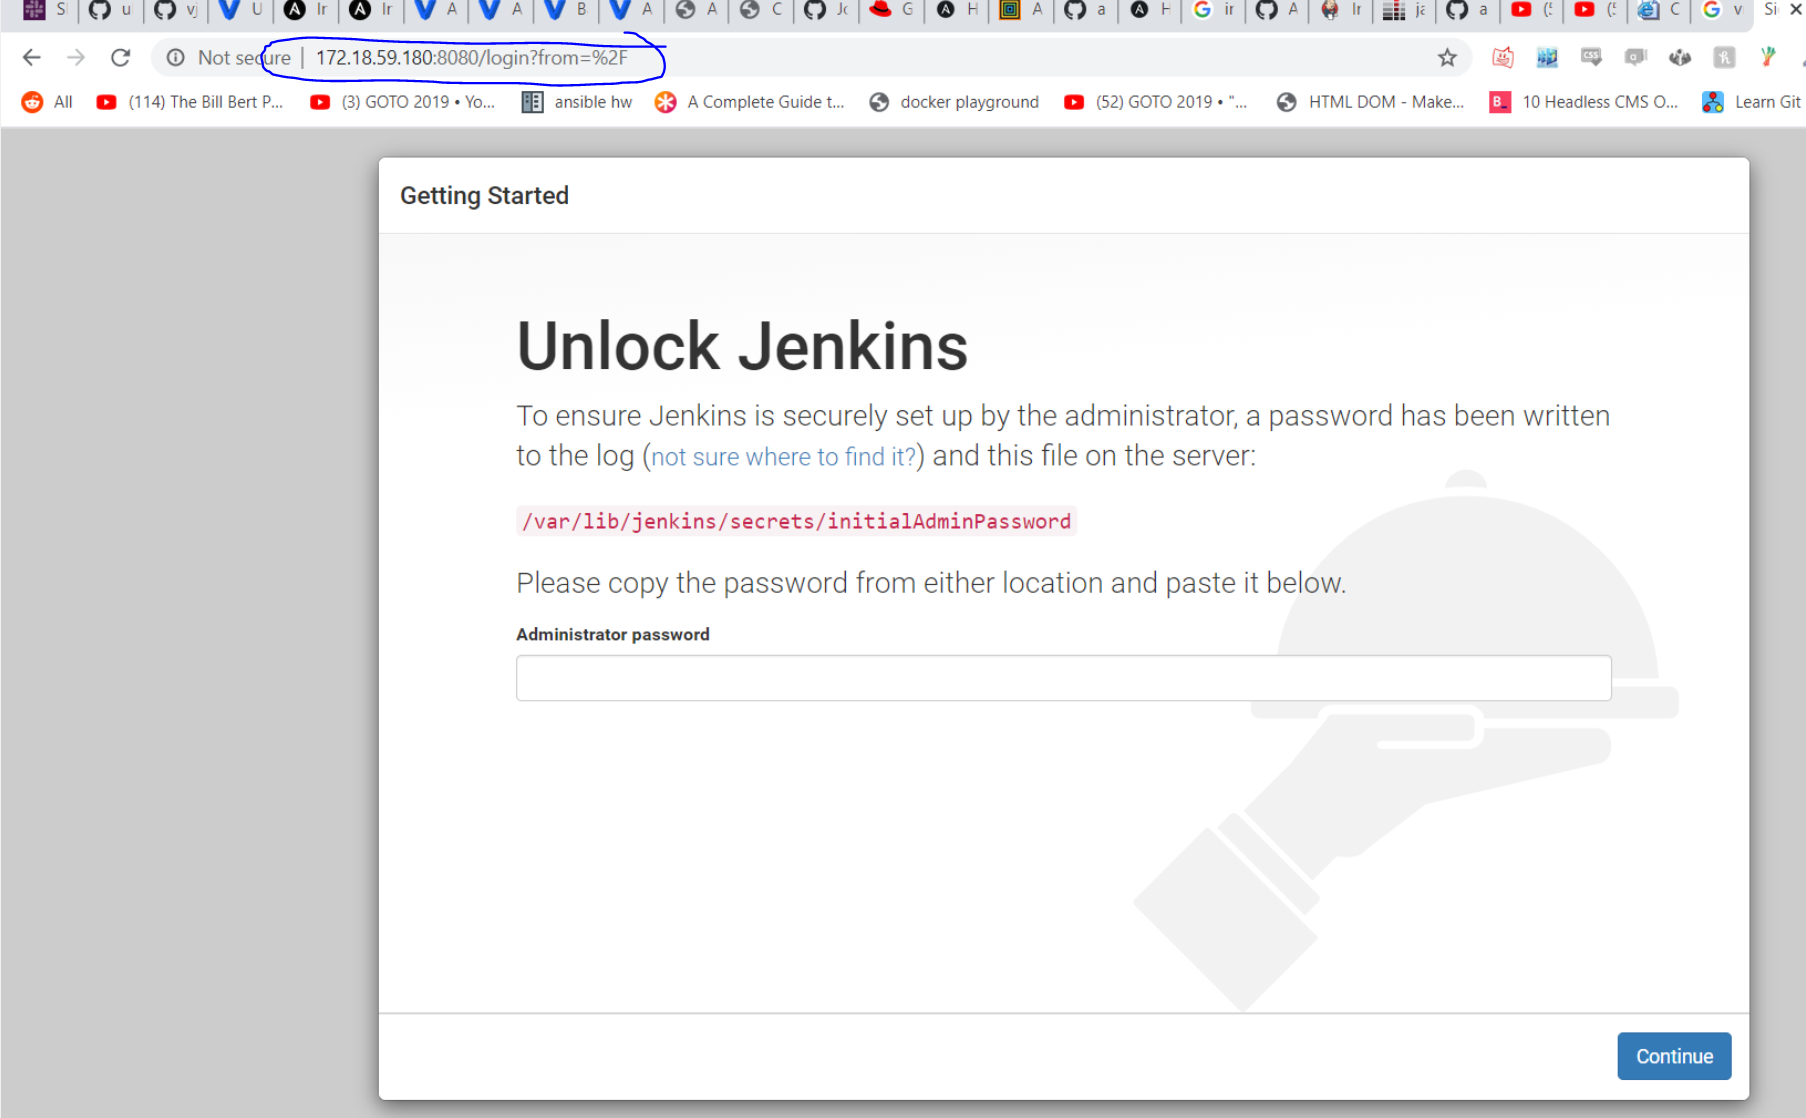 S u vj U Ir Ir A A B A A C Jc G H A a H ir A Ir ja a (5 (5 C v Si
Not secure | 172.18.59.180:8080/login?from=%2F
All (114) The Bill Bert P... (3) GOTO 2019 • Yo... ansible hw A Complete Guide t... docker playground (52) GOTO 2019 • "... HTML DOM - Make... 10 Headless CMS O... Learn Git
Getting Started
Unlock Jenkins
To ensure Jenkins is securely set up by the administrator, a password has been written
to the log (not sure where to find it?) and this file on the server:
/var/lib/jenkins/secrets/initialAdminPassword
Please copy the password from either location and paste it below.
Administrator password
Continue